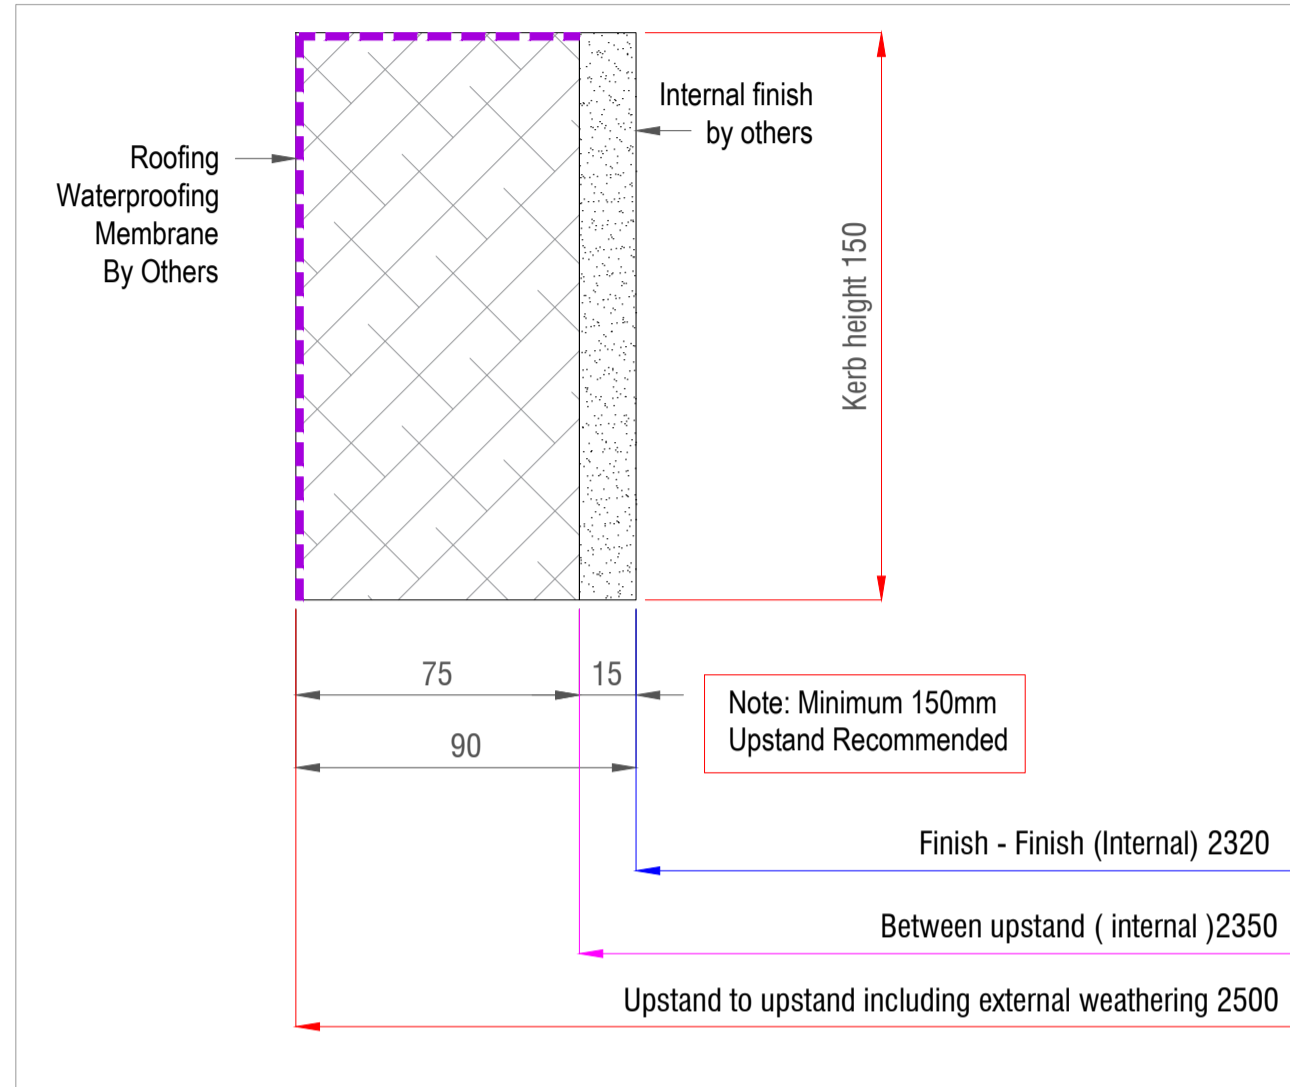 Roofing
Waterproofing
Membrane
By Others
Internal finish
by others
Kerb height 150
75
15
90
Note: Minimum 150mm
Upstand Recommended
Finish - Finish (Internal) 2320
Between upstand ( internal )2350
Upstand to upstand including external weathering 2500